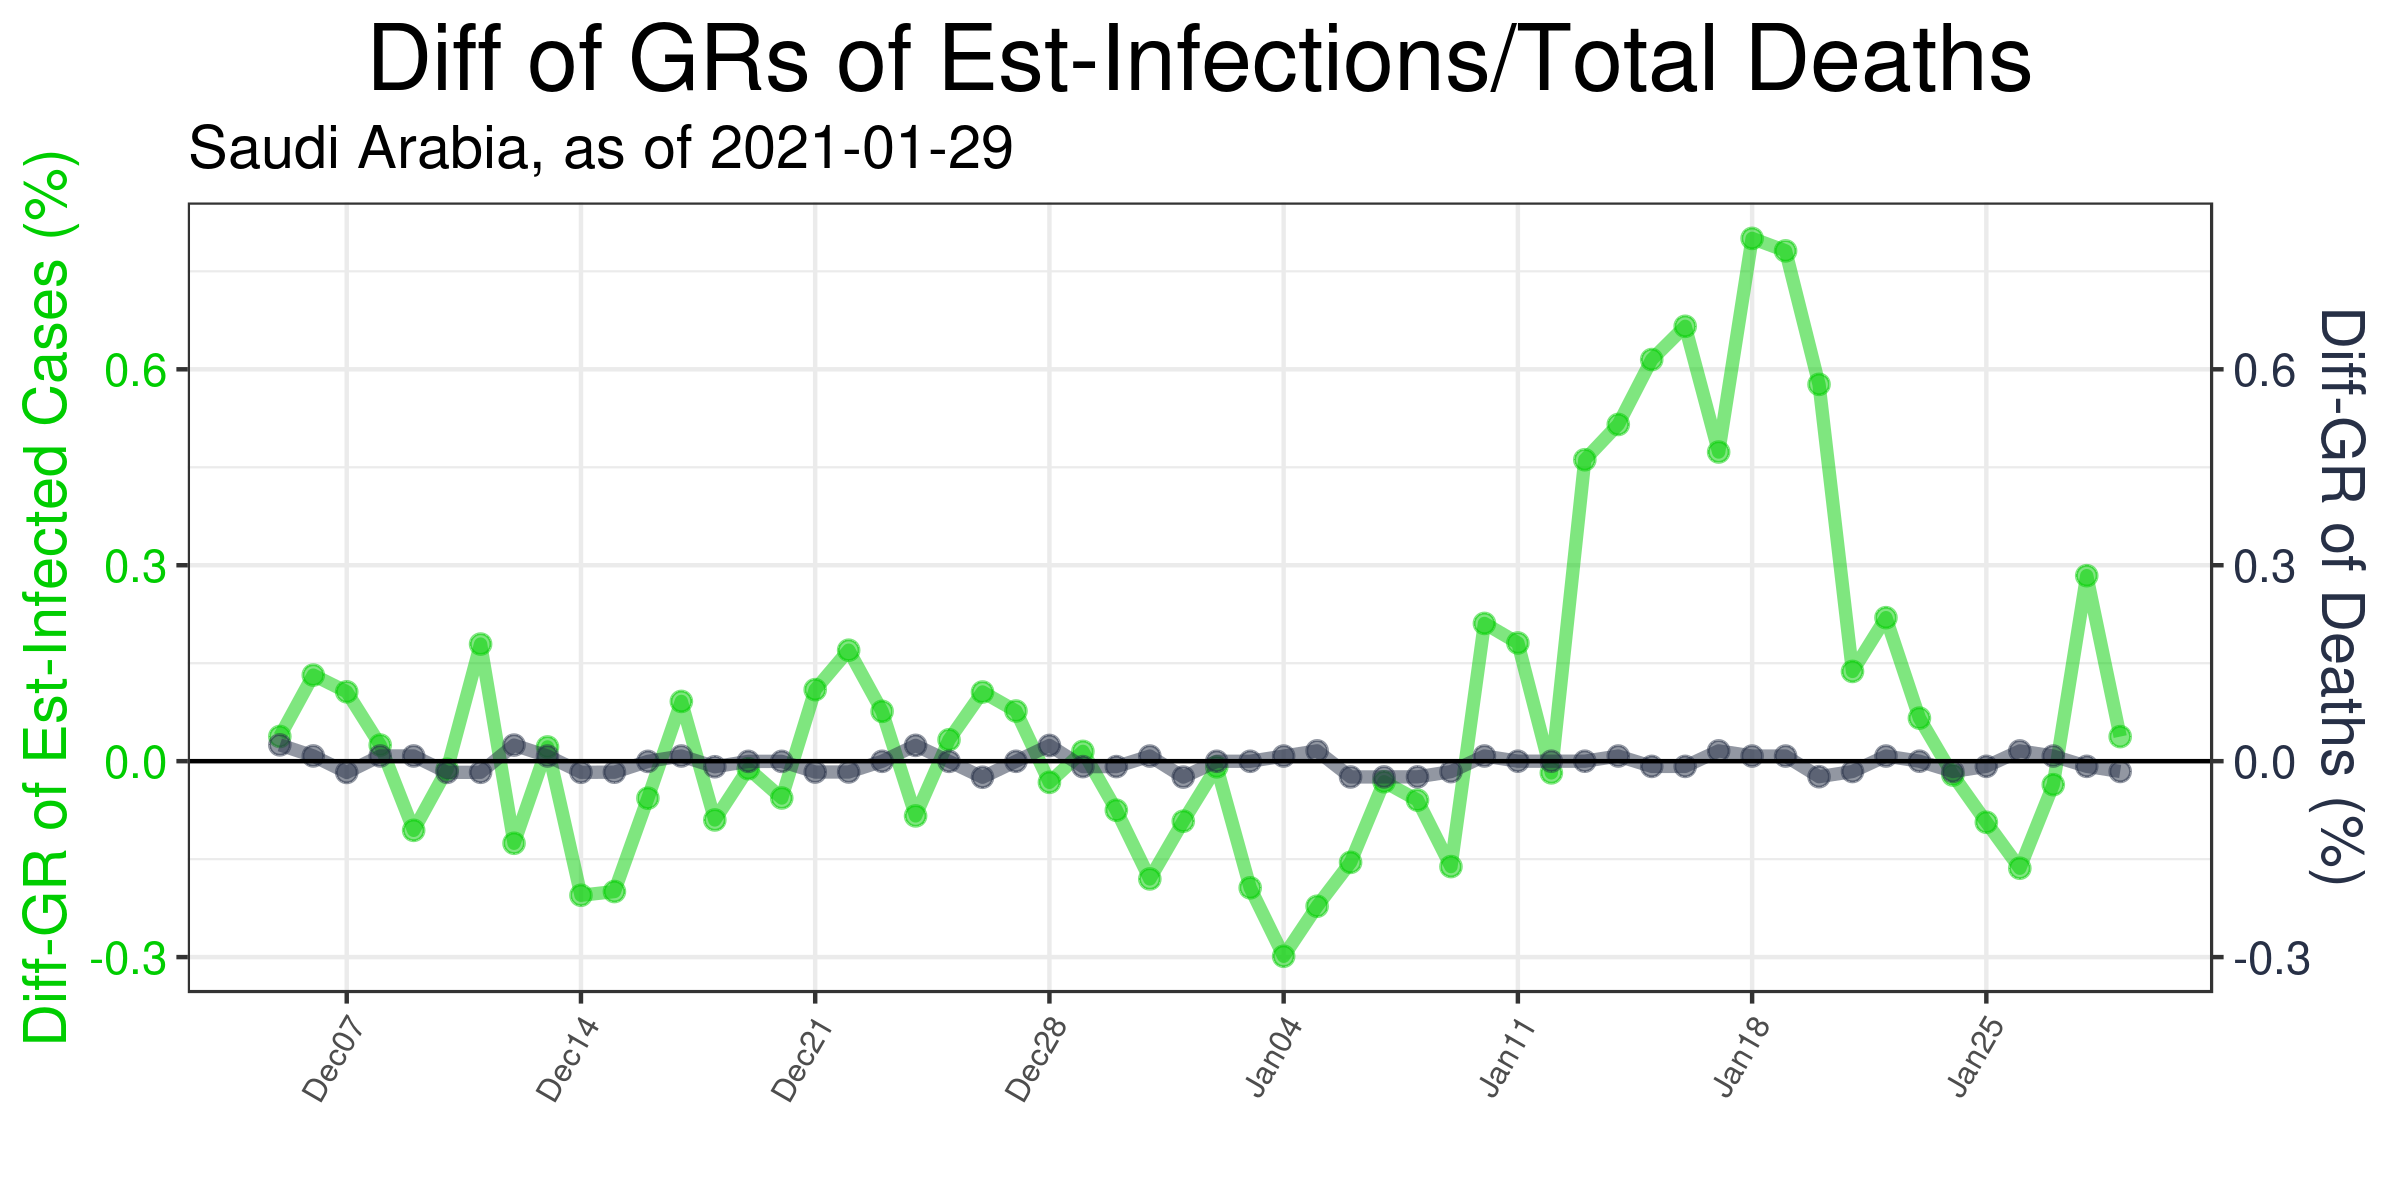 Diff of GRs of Est-Infections/Total Deaths
Saudi Arabia, as of 2021-01-29
Diff-GR of Est-Infected Cases (%)
0.6
0.3
0.0
-0.3
0.6
0.3
0.0
-0.3
Diff-GR of Deaths (%)
Dec07
Dec14
Dec21
Dec28
Jan04
Jan11
Jan18
Jan25